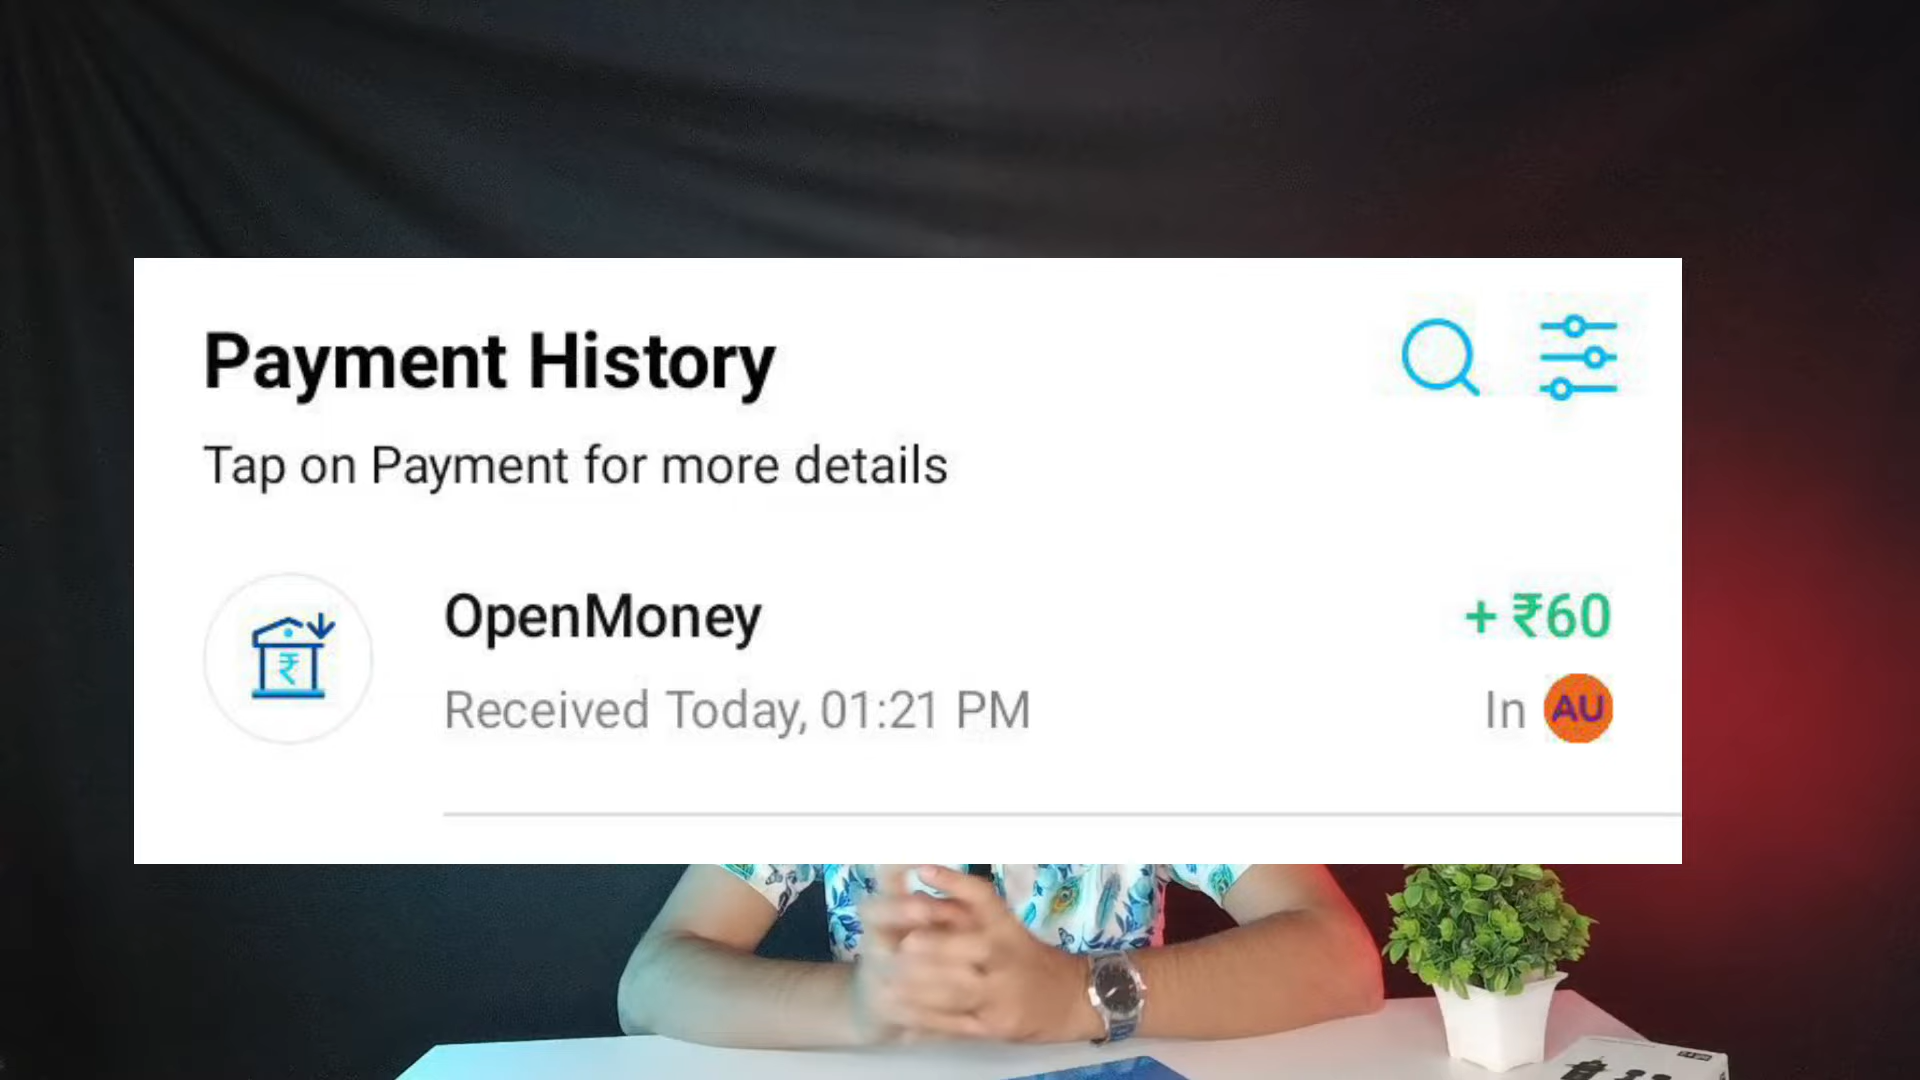 Payment History
Tap on Payment for more details
OpenMoney
+ ₹60
Received Today, 01:21 PM
In AU